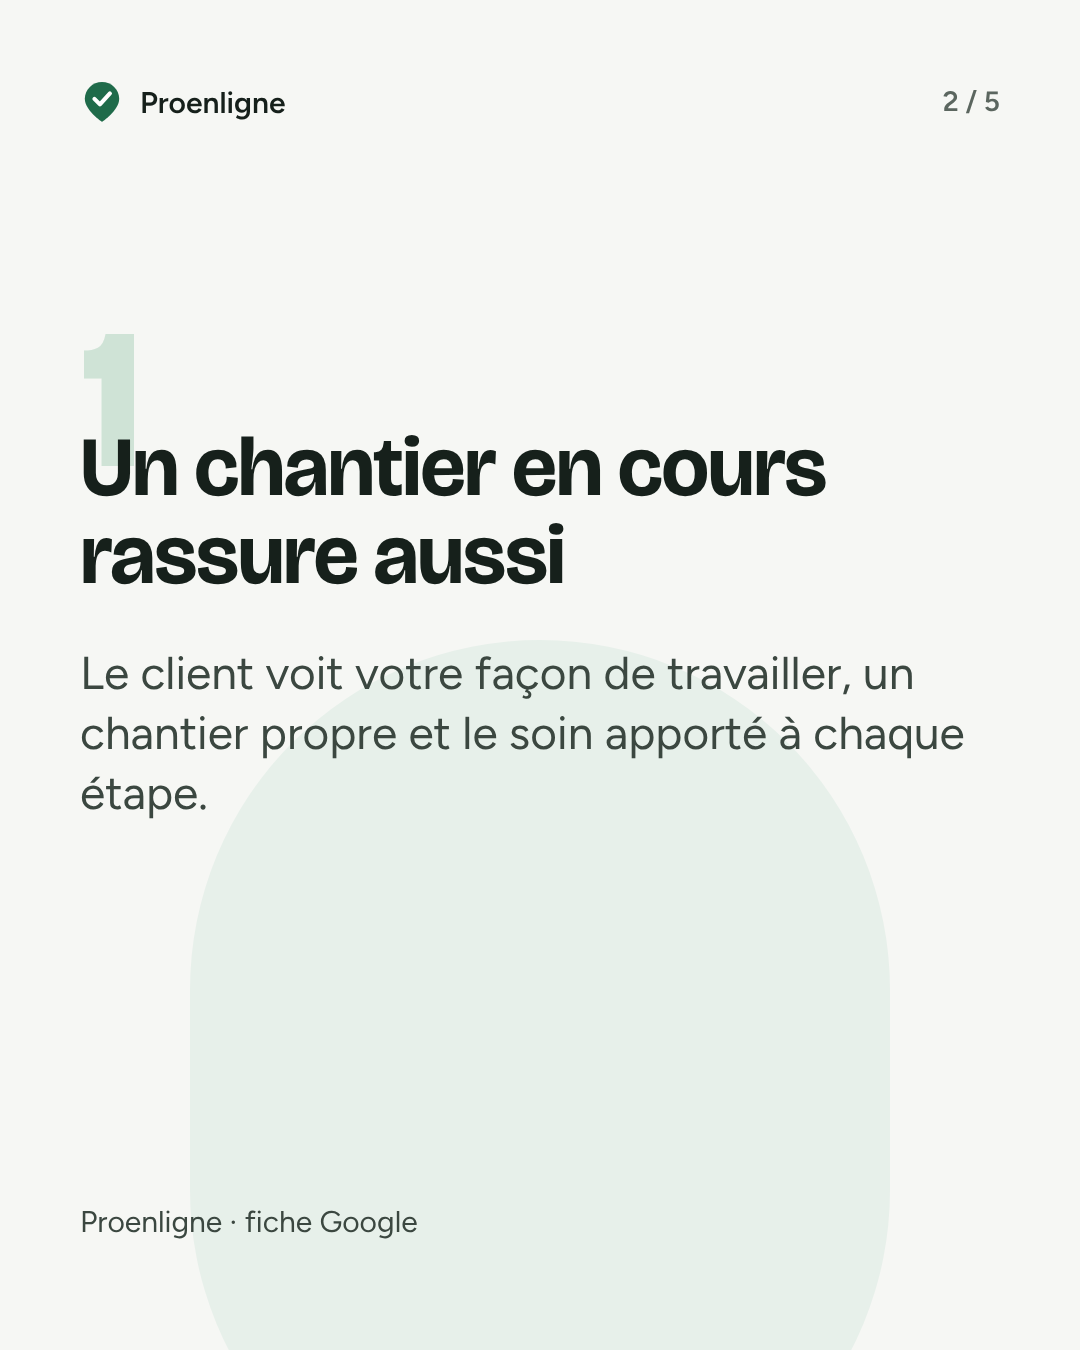 Proenligne
2 / 5
1
Un chantier en cours
rassure aussi
Le client voit votre façon de travailler, un
chantier propre et le soin apporté à chaque
étape.
Proenligne · fiche Google